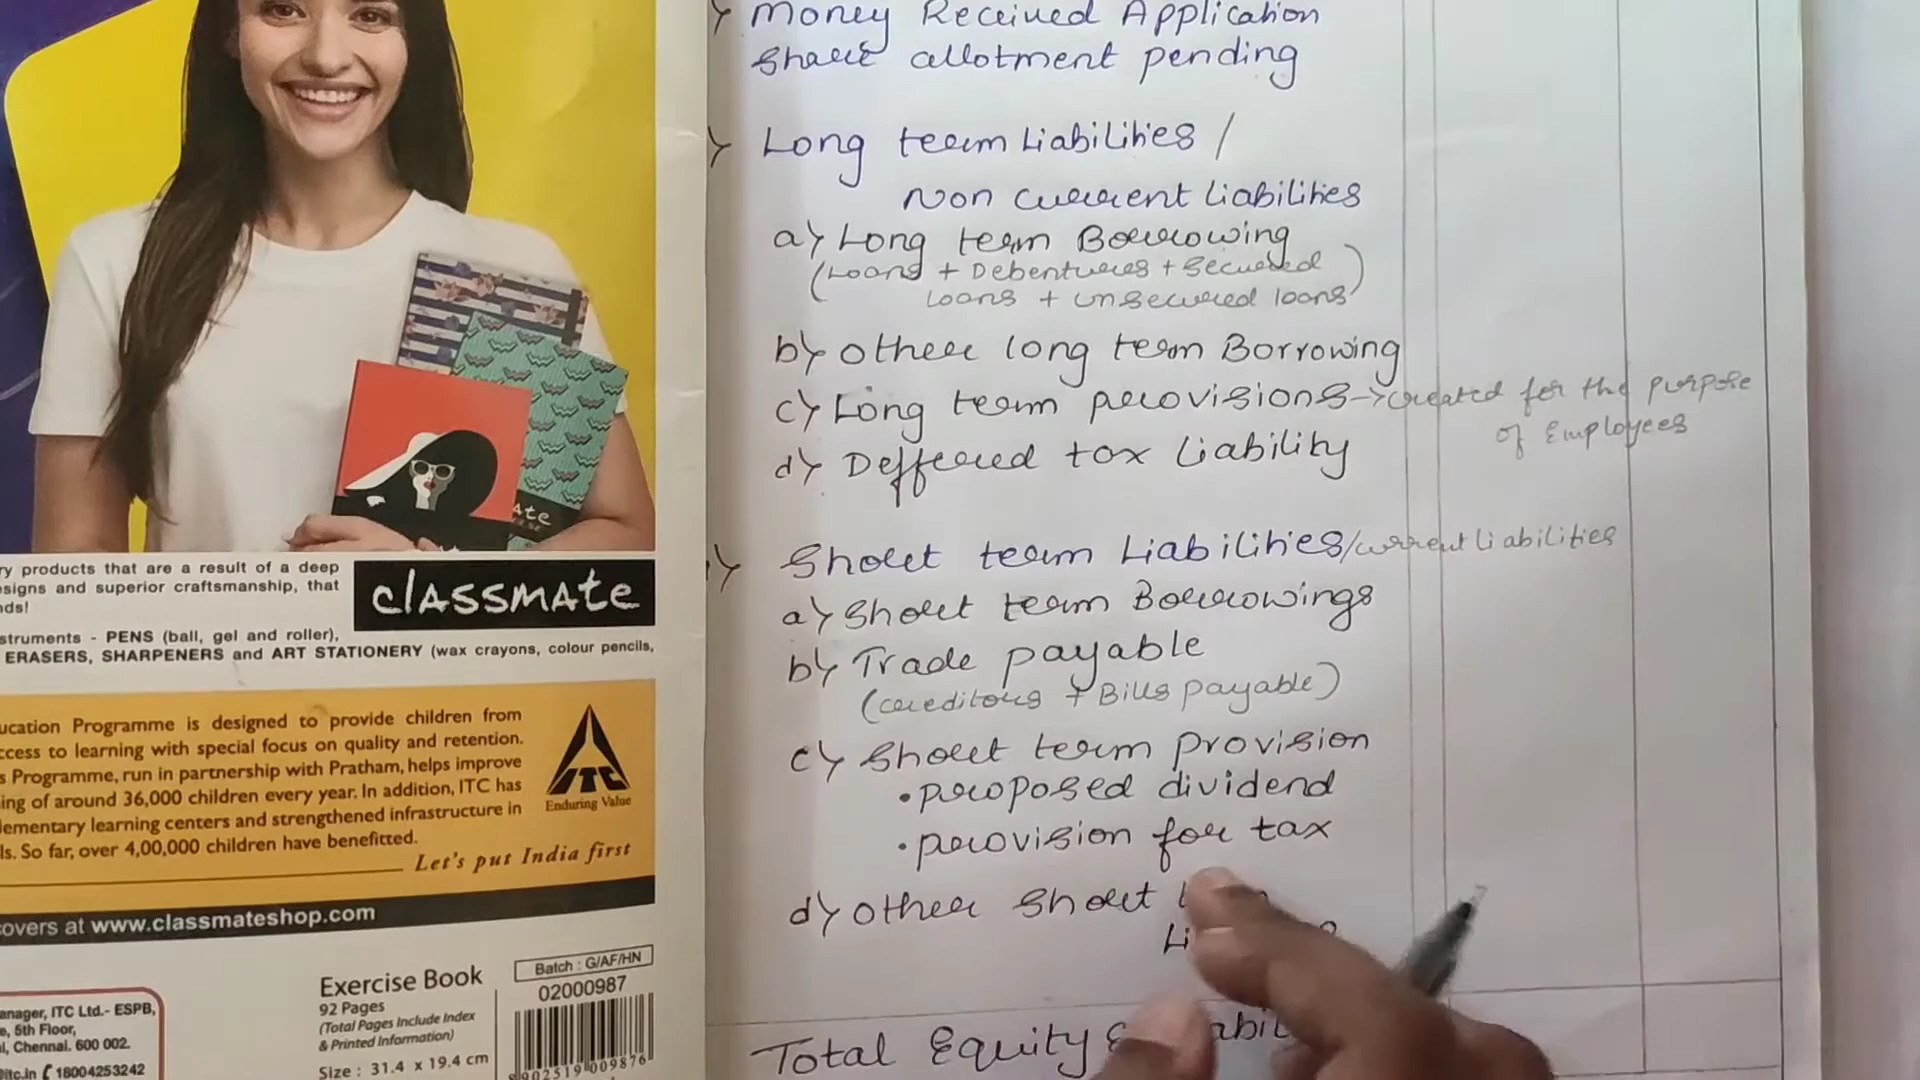 ry products that are a result of a deep
signs and superior craftsmanship, that
nds!
struments - PENS (ball, gel and roller),
ERASERS, SHARPENERS and ART STATIONERY (wax crayons, colour pencils,
classmate
ucation Programme is designed to provide children from
ccess to learning with special focus on quality and retention.
s Programme, run in partnership with Pratham, helps improve
ing of around 36,000 children every year. In addition, ITC has
lementary learning centers and strengthened infrastructure in
ls. So far, over 4,00,000 children have benefitted.
Let's put India first
ITC
Enduring Value
overs at www.classmateshop.com
anager, ITC Ltd.- ESPB,
e, 5th Floor,
l, Chennai. 600 002.
itc.in 18004253242
Exercise Book
92 Pages
(Total Pages Include Index
& Printed Information)
Size : 31.4 x 19.4 cm
Batch : G/AF/HN
02000987
8902519009876
Money Received Application
Share allotment pending
Long term Liabilities /
Non current Liabilities
a) Long term Borrowing
(Loans + Debentures + Secured
loans + unsecured loans)
b) other long term Borrowing
c) Long term provisions → created for the purpose
of Employees
d) Deffered tax Liability
Short term Liabilities/current liabilities
a) Short term Borrowings
b) Trade payable
(creditors + Bills payable)
c) Short term provision
• proposed dividend
• provision for tax
d) other short
Total Equity